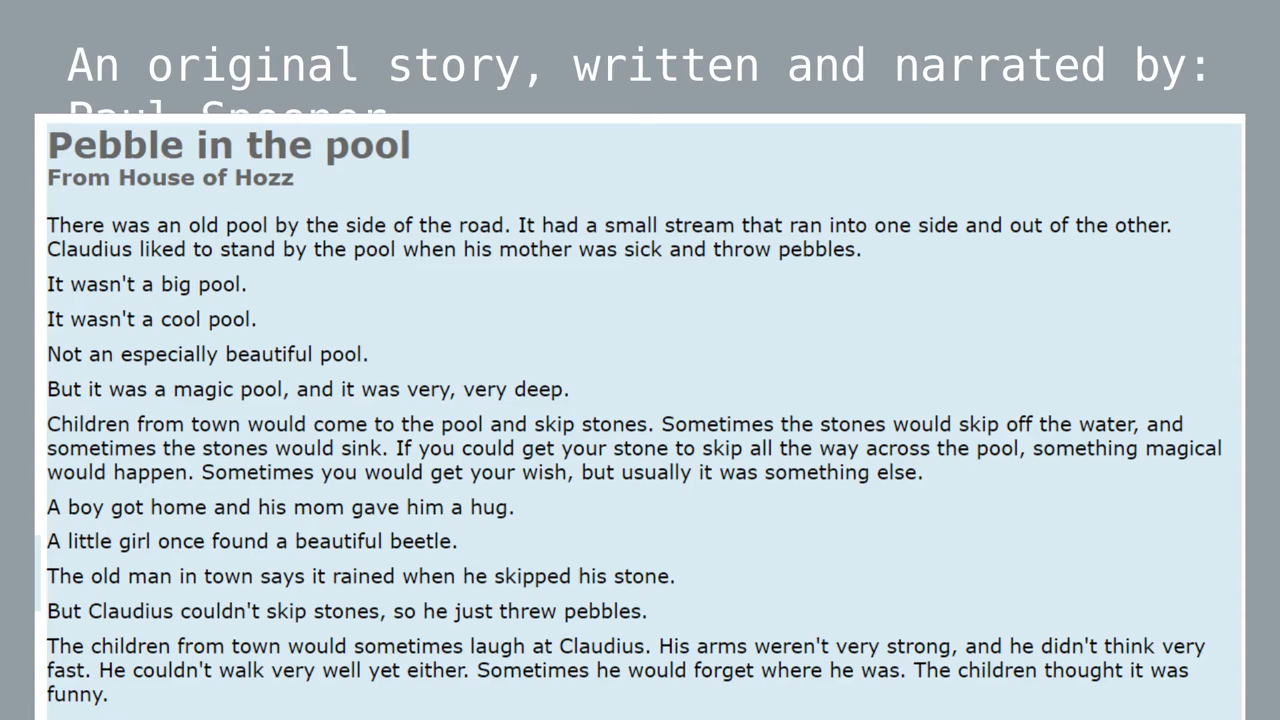 An original story, written and narrated by:
Paul Spooner
Pebble in the pool
From House of Hozz
There was an old pool by the side of the road. It had a small stream that ran into one side and out of the other.
Claudius liked to stand by the pool when his mother was sick and throw pebbles.
It wasn't a big pool.
It wasn't a cool pool.
Not an especially beautiful pool.
But it was a magic pool, and it was very, very deep.
Children from town would come to the pool and skip stones. Sometimes the stones would skip off the water, and
sometimes the stones would sink. If you could get your stone to skip all the way across the pool, something magical
would happen. Sometimes you would get your wish, but usually it was something else.
A boy got home and his mom gave him a hug.
A little girl once found a beautiful beetle.
The old man in town says it rained when he skipped his stone.
But Claudius couldn't skip stones, so he just threw pebbles.
The children from town would sometimes laugh at Claudius. His arms weren't very strong, and he didn't think very
fast. He couldn't walk very well yet either. Sometimes he would forget where he was. The children thought it was
funny.